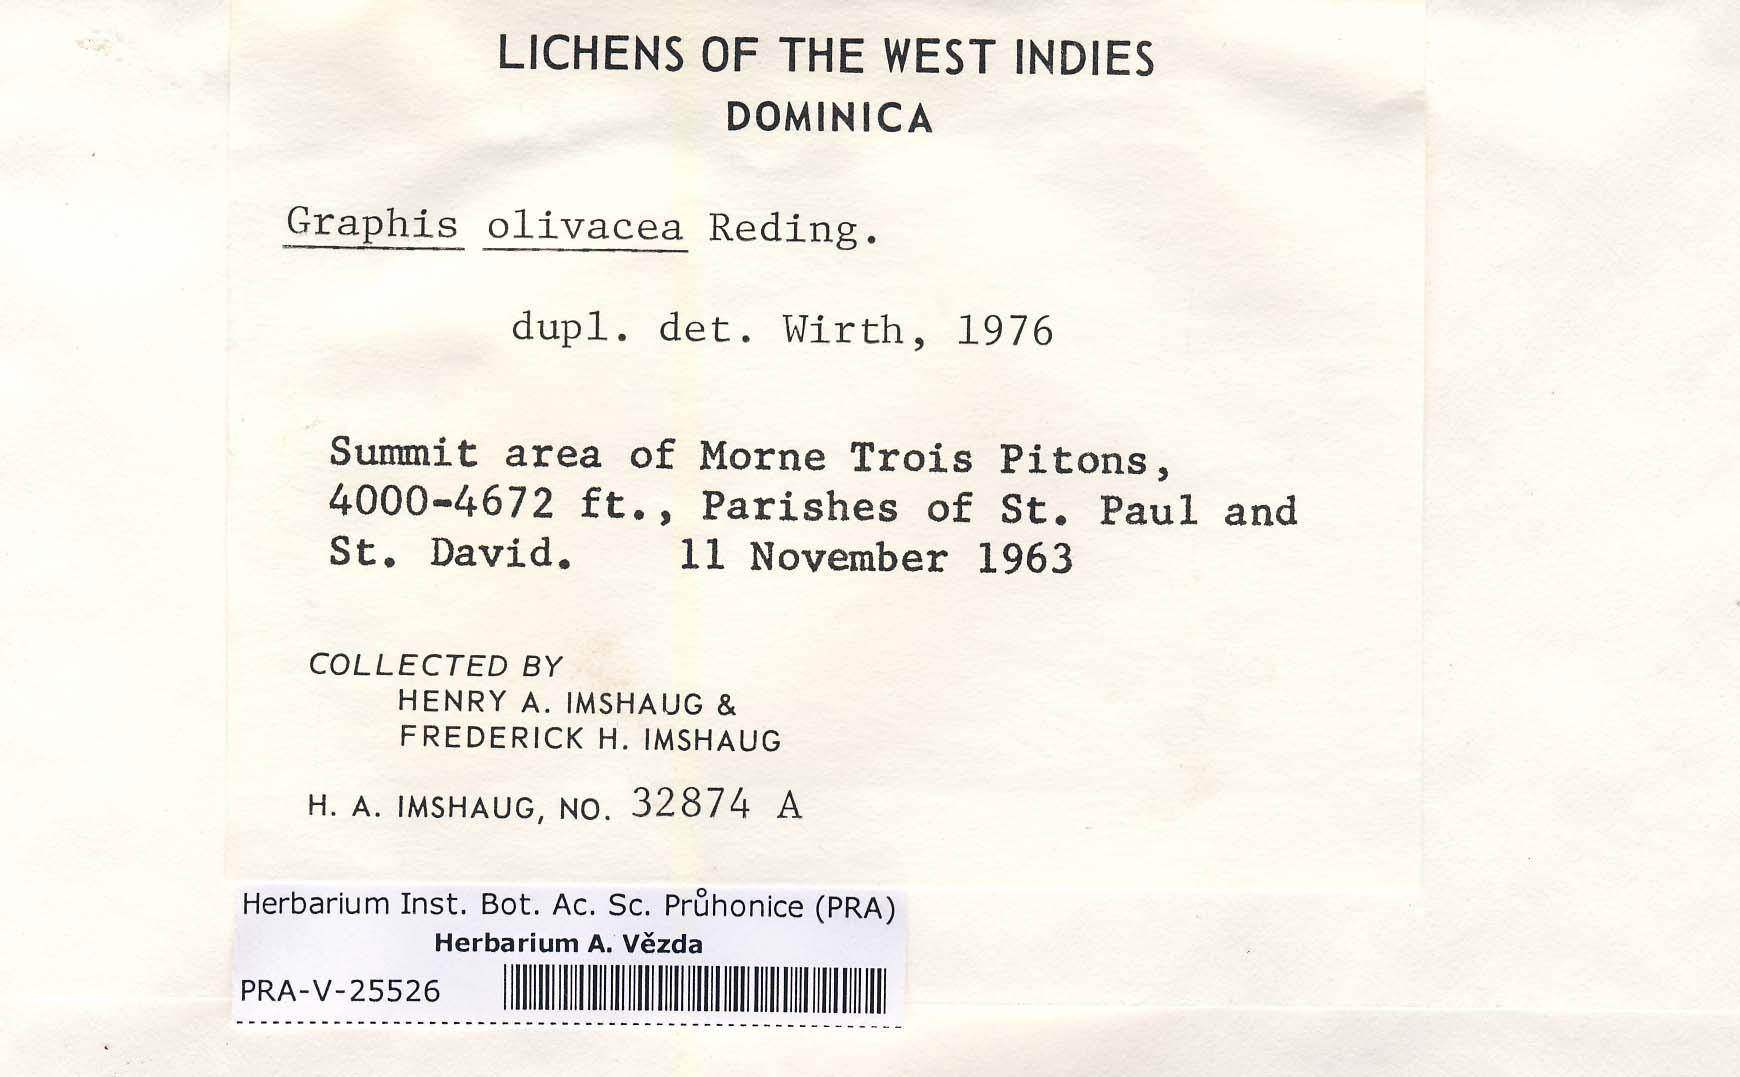 LICHENS OF THE WEST INDIES
DOMINICA
Graphis olivacea Reding.
dupl. det. Wirth, 1976
Summit area of Morne Trois Pitons,
4000-4672 ft., Parishes of St. Paul and
St. David. 11 November 1963
COLLECTED BY
HENRY A. IMSHAUG &
FREDERICK H. IMSHAUG
H. A. IMSHAUG, NO. 32874 A
Herbarium Inst. Bot. Ac. Sc. Průhonice (PRA)
Herbarium A. Vězda
PRA-V-25526